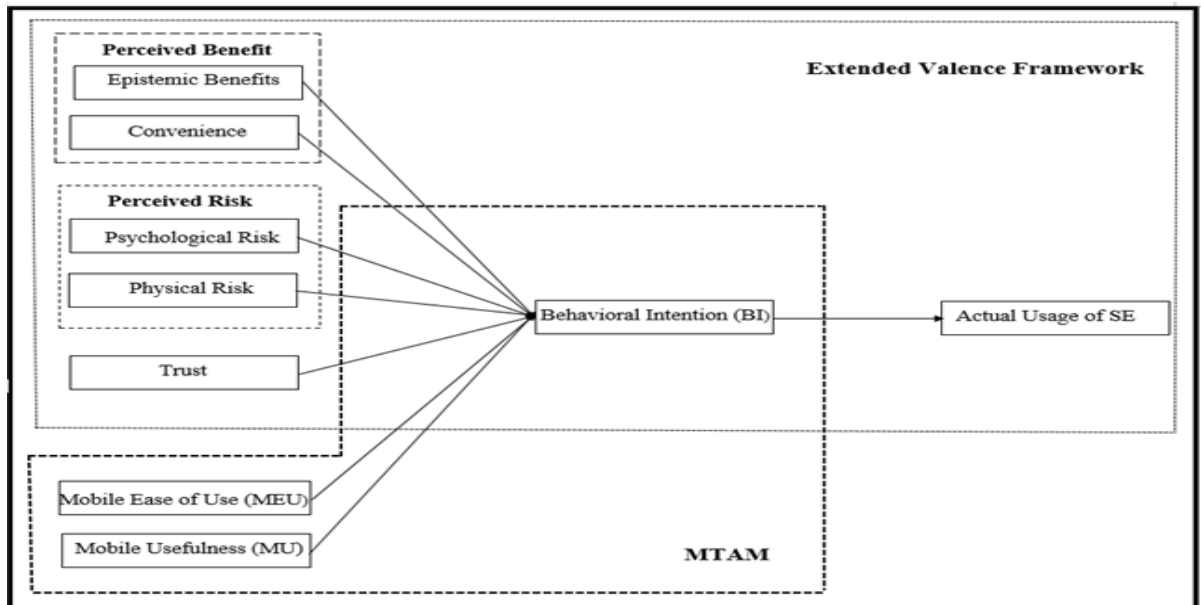 Perceived Benefit
Epistemic Benefits
Convenience
Extended Valence Framework
Perceived Risk
Psychological Risk
Physical Risk
Behavioral Intention (BI)
Actual Usage of SE
Trust
Mobile Ease of Use (MEU)
Mobile Usefulness (MU)
MTAM